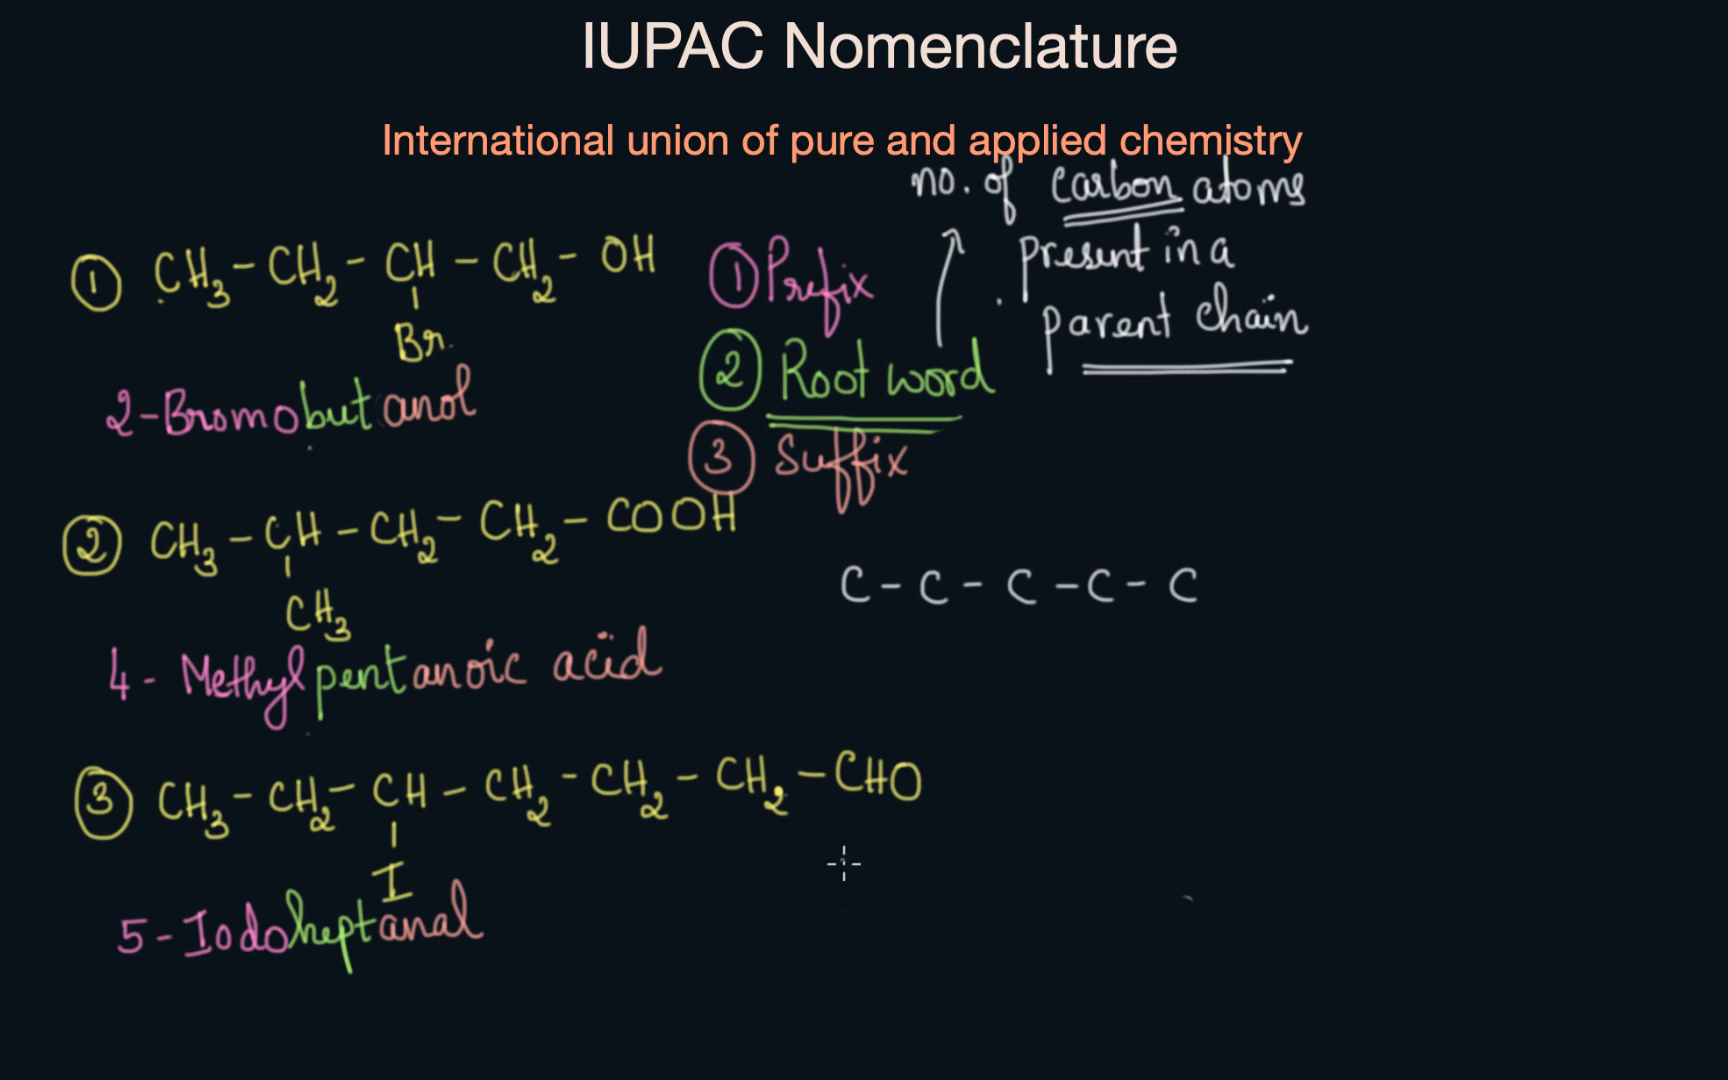 IUPAC Nomenclature
International union of pure and applied chemistry
no. of carbon atoms
present in a
parent chain
① CH₃ - CH₂ - CH - CH₂ - OH
Br
2-Bromobutanol
① Prefix
② Root word
③ Suffix
② CH₃ - CH - CH₂ - CH₂ - COOH
CH₃
4-Methylpentanoic acid
C - C - C - C - C
③ CH₃ - CH₂ - CH - CH₂ - CH₂ - CH₂ - CHO
I
5-Iodoheptanal